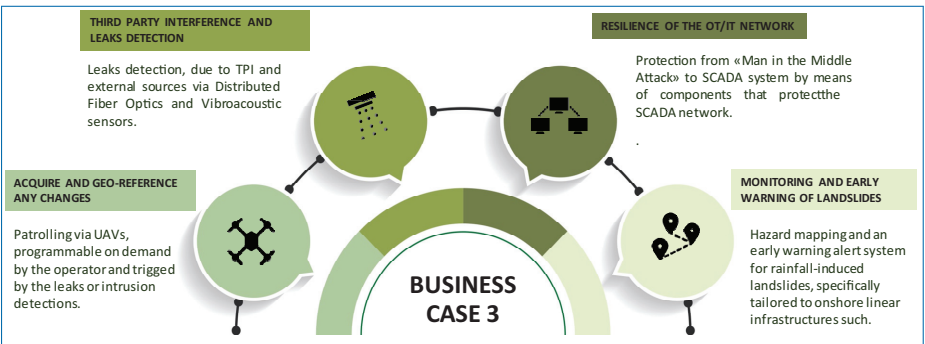 THIRD PARTY INTERFERENCE AND
LEAKS DETECTION
Leaks detection, due to TPI and
external sources via Distributed
Fiber Optics and Vibroacoustic
sensors.
RESILIENCE OF THE OT/IT NETWORK
Protection from «Man in the Middle
Attack» to SCADA system by means
of components that protectthe
SCADA network.
.
ACQUIRE AND GEO-REFERENCE
ANY CHANGES
Patrolling via UAVs,
programmable on demand
by the operator and trigged
by the leaks or intrusion
detections.
MONITORING AND EARLY
WARNING OF LANDSLIDES
Hazard mapping and an
early warning alert system
for rainfall-induced
landslides, specifically
tailored to onshore linear
infrastructures such.
BUSINESS
CASE 3